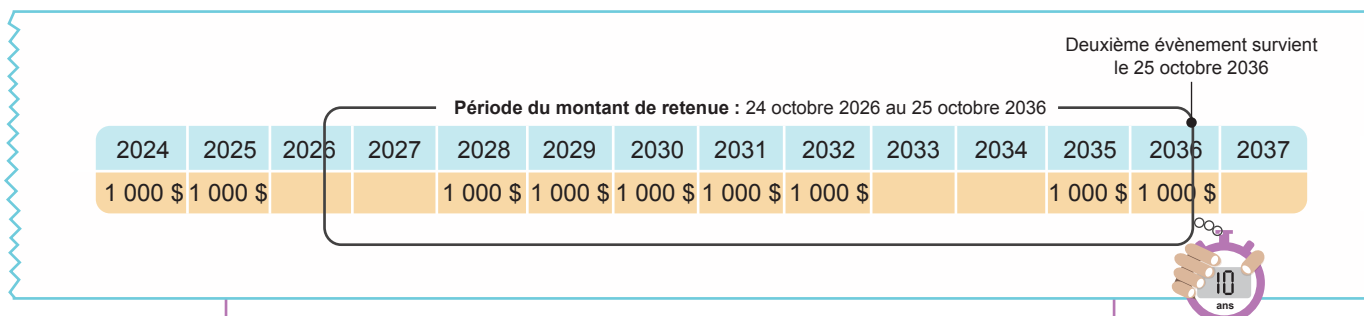 Deuxième évènement survient
le 25 octobre 2036
Période du montant de retenue : 24 octobre 2026 au 25 octobre 2036
2024 2025 2026 2027 2028 2029 2030 2031 2032 2033 2034 2035 2036 2037
1 000 $ 1 000 $ 1 000 $ 1 000 $ 1 000 $ 1 000 $ 1 000 $ 1 000 $ 1 000 $
10
ans